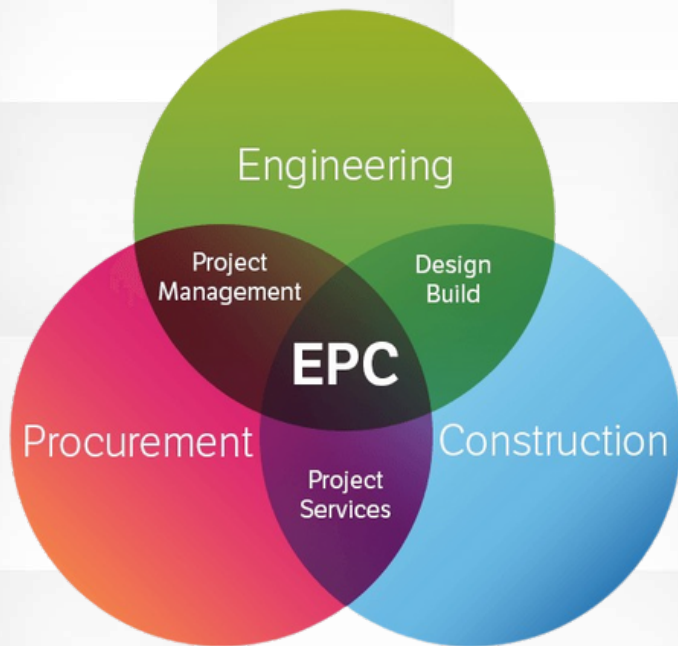 Engineering
Project
Management
Design
Build
EPC
Procurement
Construction
Project
Services